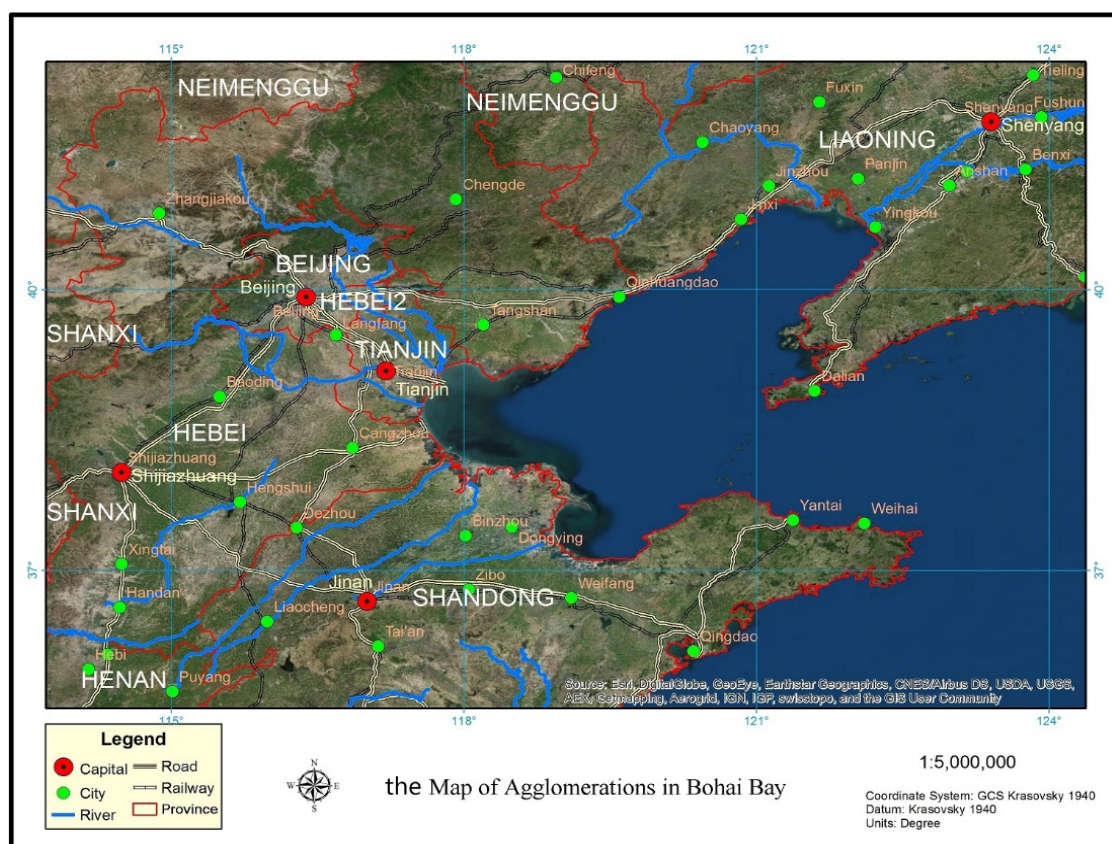 115° 118° 121° 124°
NEIMENGGU
NEIMENGGU
Chifeng
Tieling
Fuxin
Shenyang
Fushun
Shenyang
Chaoyang
LIAONING
Benxi
Panjin
Jinzhou
Anshan
Chengde
Zhangjiakou
Jinxi
Yingkou
BEIJING
Beijing
Qinhuangdao
40° 40°
HEBEI2
Beijing
Langfang
Tangshan
SHANXI
TIANJIN
Tianjin
Dalian
Baoding
Tianjin
HEBEI
Cangzhou
Shijiazhuang
Shijiazhuang
Hengshui
SHANXI
Dezhou
Binzhou
Yantai
Weihai
Dongying
Xingtai
37° 37°
Jinan
Jinan
Zibo
Weifang
Handan
SHANDONG
Liaocheng
Tai'an
Qingdao
Hebi
HENAN
Puyang
Source: Esri, DigitalGlobe, GeoEye, Earthstar Geographics, CNES/Airbus DS, USDA, USGS,
AEX, Getmapping, Aerogrid, IGN, IGP, swisstopo, and the GIS User Community
115° 118° 121° 124°
Legend
Capital
City
River
Road
Railway
Province
N
W
E
S
the Map of Agglomerations in Bohai Bay
1:5,000,000
Coordinate System: GCS Krasovsky 1940
Datum: Krasovsky 1940
Units: Degree